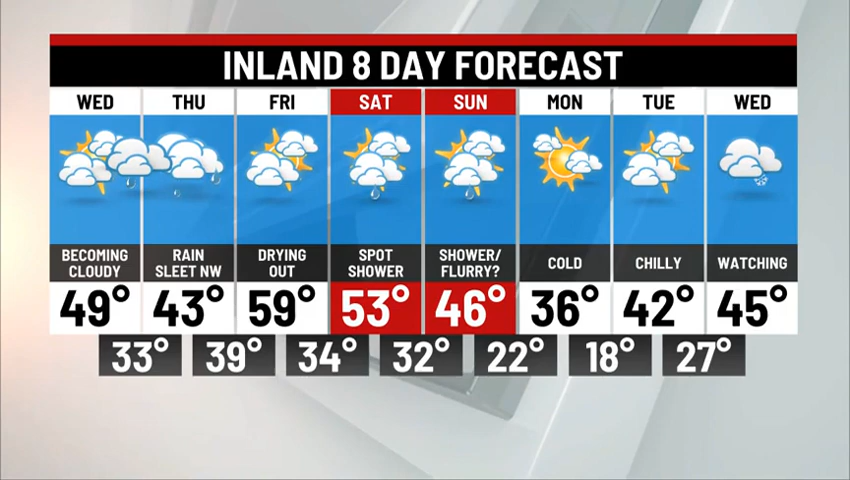 INLAND 8 DAY FORECAST
WED THU FRI SAT SUN MON TUE WED
BECOMING CLOUDY
RAIN SLEET NW
DRYING OUT
SPOT SHOWER
SHOWER/ FLURRY?
COLD
CHILLY
WATCHING
49° 43° 59° 53° 46° 36° 42° 45°
33° 39° 34° 32° 22° 18° 27°